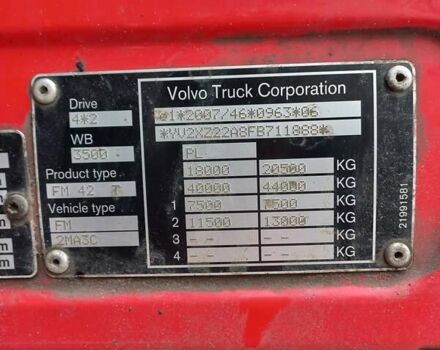 Volvo Truck Corporation
Drive
4*2
WB
3500
Product type
FM 42 T
Vehicle type
FM
2MA3C
*2007/46*0963*06
*YV2XZ22A8FB711888*
PL
18000 20500 KG
40000 44000 KG
1 7500 7500 KG
2 11500 13000 KG
3 -- -- KG
4 -- -- KG
21991581